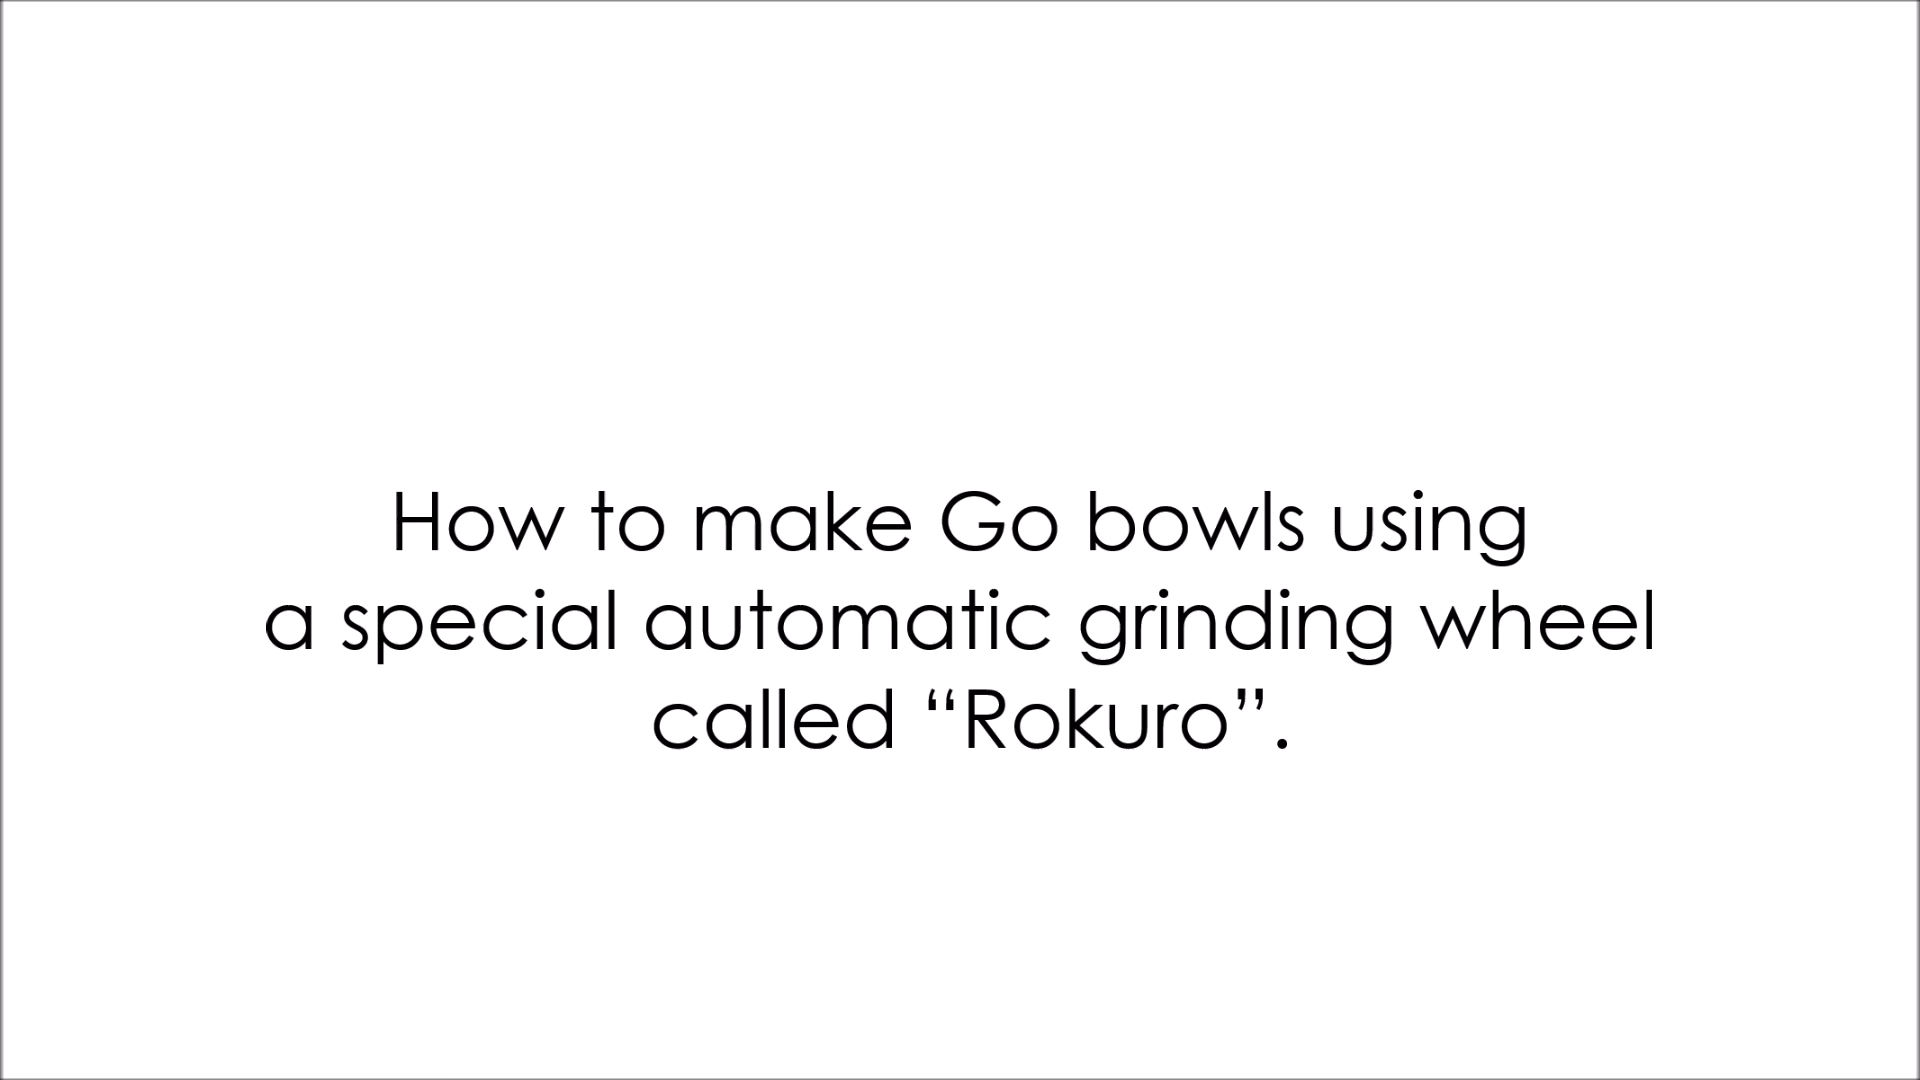 How to make Go bowls using
a special automatic grinding wheel
called “Rokuro”.